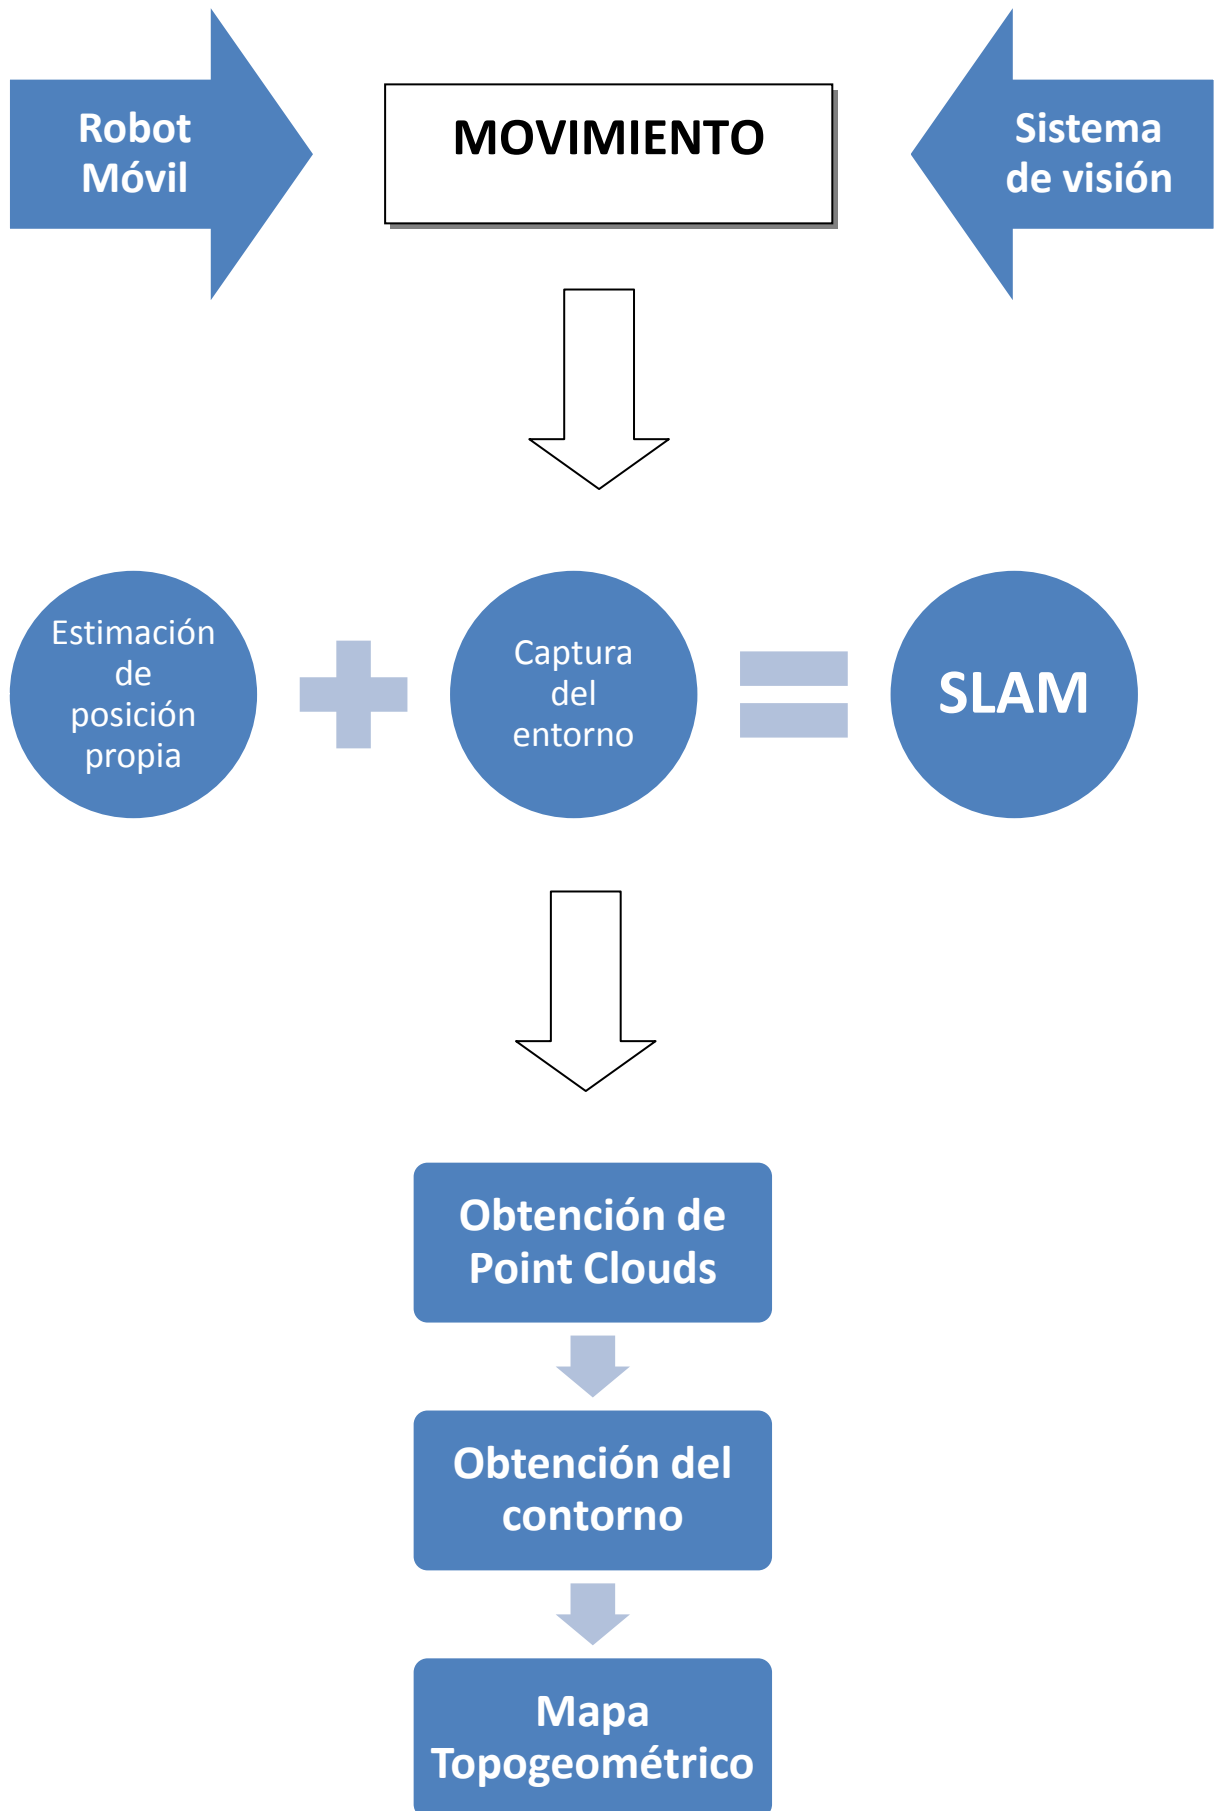 Robot
Móvil
MOVIMIENTO
Sistema
de visión
Estimación
de
posición
propia
Captura
del
entorno
SLAM
Obtención de
Point Clouds
Obtención del
contorno
Mapa
Topogeométrico